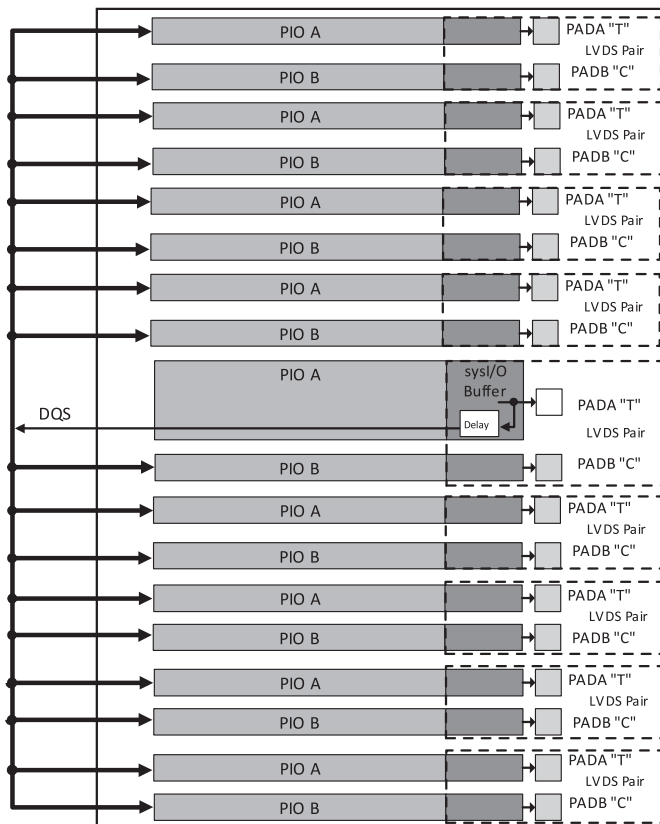 PIO A
PADA "T"
LVDS Pair
PIO B
PADB "C"
PIO A
PADA "T"
LVDS Pair
PIO B
PADB "C"
PIO A
PADA "T"
LVDS Pair
PIO B
PADB "C"
PIO A
PADA "T"
LVDS Pair
PIO B
PADB "C"
PIO A
sysI/O
Buffer
PADA "T"
DQS
Delay
LVDS Pair
PIO B
PADB "C"
PIO A
PADA "T"
LVDS Pair
PIO B
PADB "C"
PIO A
PADA "T"
LVDS Pair
PIO B
PADB "C"
PIO A
PADA "T"
LVDS Pair
PIO B
PADB "C"
PIO A
PADA "T"
LVDS Pair
PIO B
PADB "C"